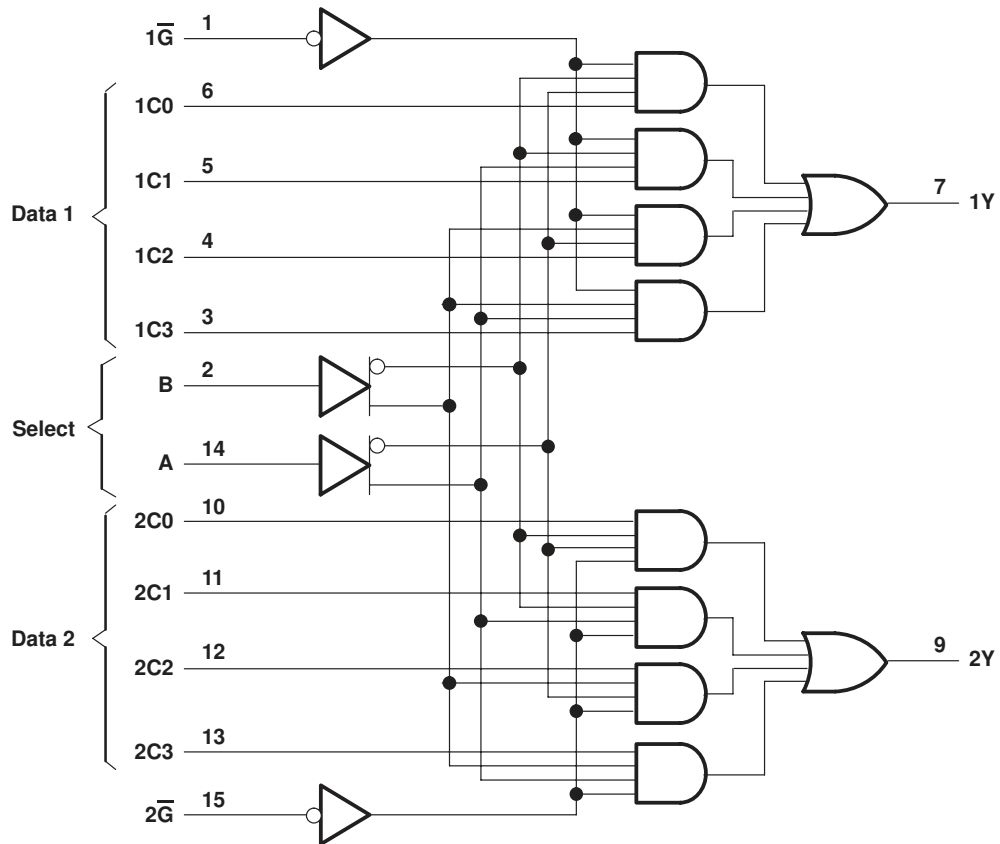 1G̅ 1
1C0 6
1C1 5
Data 1
1C2 4
1C3 3
7 1Y
B 2
Select
A 14
2C0 10
2C1 11
Data 2
2C2 12
2C3 13
9 2Y
2G̅ 15